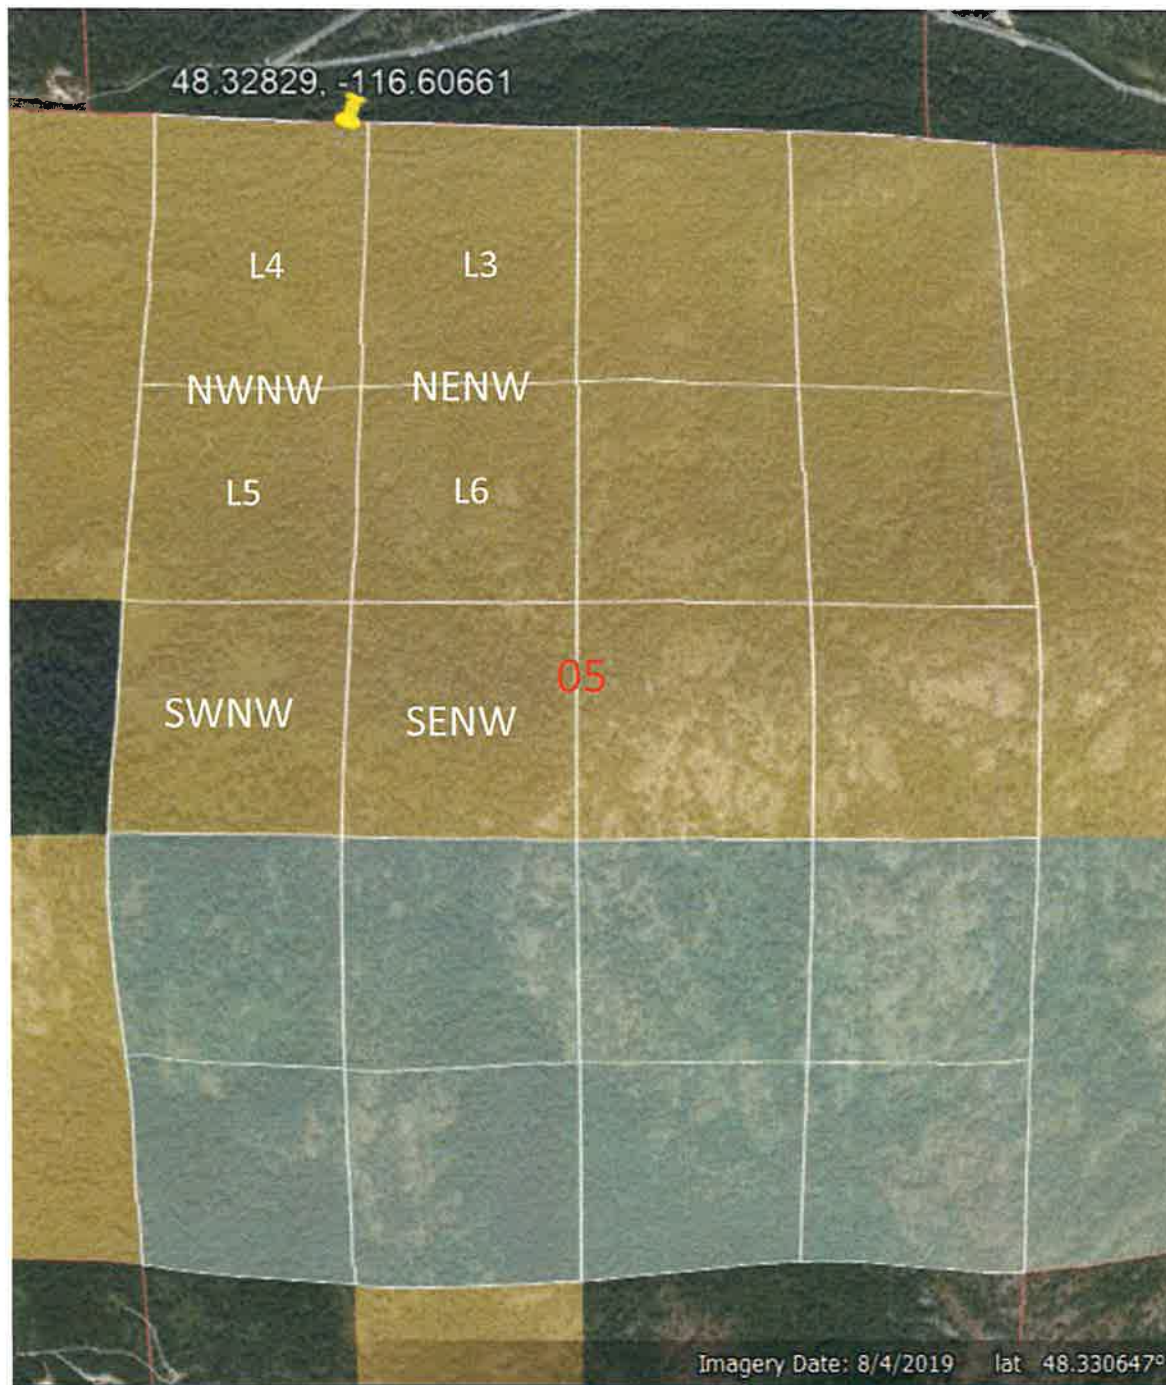 48.32829, -116.60661
L4 L3
NWNW NENW
L5 L6
05
SWNW SENW
Imagery Date: 8/4/2019 lat 48.330647°